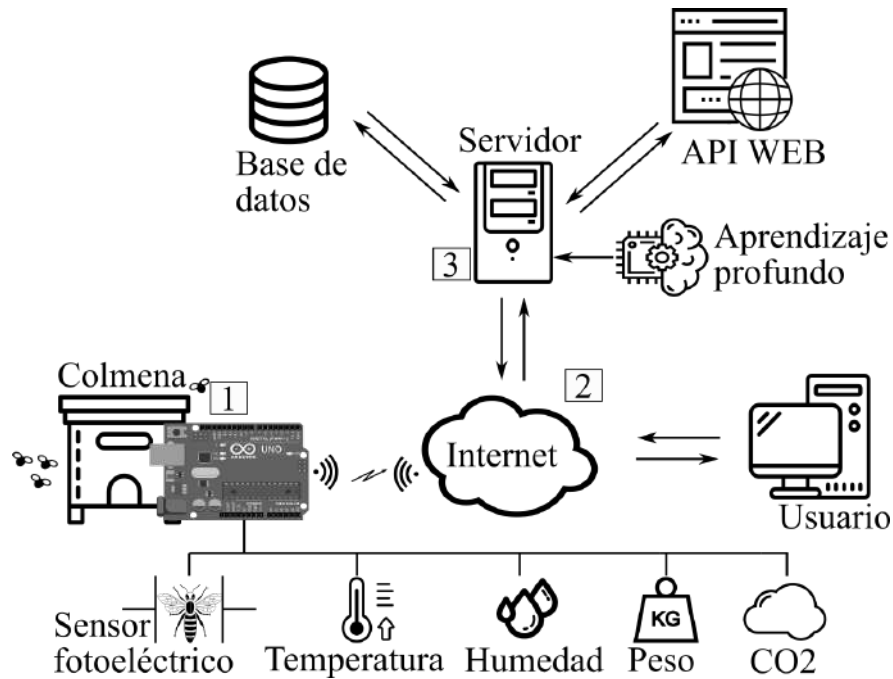 Base de
datos
Servidor
API WEB
3
Aprendizaje
profundo
Colmena
1
2
UNO
Internet
Usuario
Sensor
fotoeléctrico
Temperatura
Humedad
KG
Peso
CO2